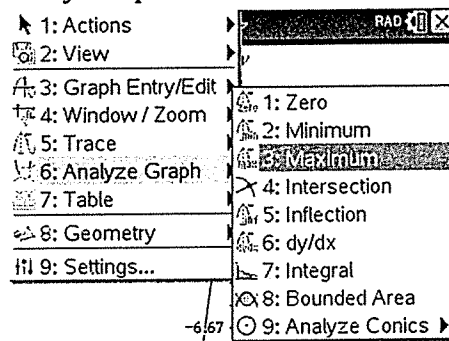 1: Actions
2: View
3: Graph Entry/Edit
4: Window / Zoom
5: Trace
6: Analyze Graph
7: Table
8: Geometry
9: Settings...
RAD
1: Zero
2: Minimum
3: Maximum
4: Intersection
5: Inflection
6: dy/dx
7: Integral
8: Bounded Area
9: Analyze Conics
-6.67